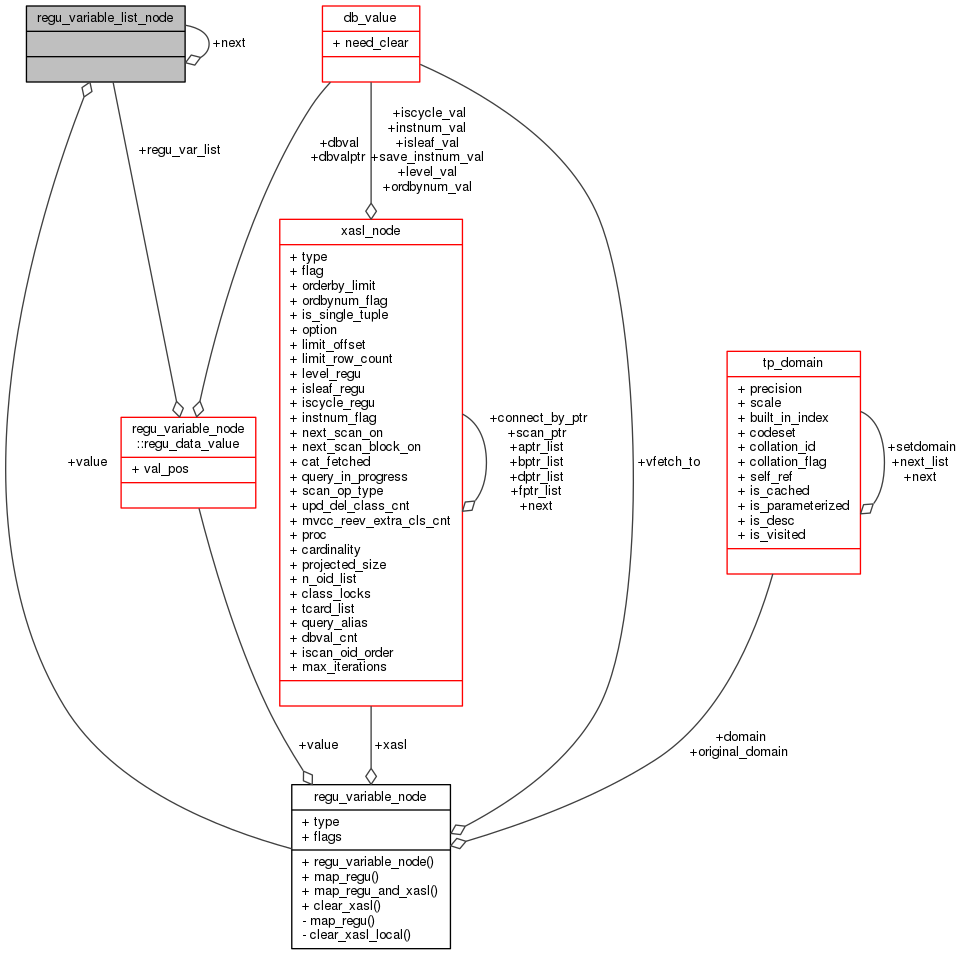 regu_variable_list_node
+next
db_value
+ need_clear
+regu_var_list
+dbval
+dbvalptr
+iscycle_val
+instnum_val
+isleaf_val
+save_instnum_val
+level_val
+ordbynum_val
xasl_node
+ type
+ flag
+ orderby_limit
+ ordbynum_flag
+ is_single_tuple
+ option
+ limit_offset
+ limit_row_count
+ level_regu
+ isleaf_regu
+ iscycle_regu
+ instnum_flag
+ next_scan_on
+ next_scan_block_on
+ cat_fetched
+ query_in_progress
+ scan_op_type
+ upd_del_class_cnt
+ mvcc_reev_extra_cls_cnt
+ proc
+ cardinality
+ projected_size
+ n_oid_list
+ class_locks
+ tcard_list
+ query_alias
+ dbval_cnt
+ iscan_oid_order
+ max_iterations
+connect_by_ptr
+scan_ptr
+aptr_list
+bptr_list
+dptr_list
+fptr_list
+next
tp_domain
+ precision
+ scale
+ built_in_index
+ codeset
+ collation_id
+ collation_flag
+ self_ref
+ is_cached
+ is_parameterized
+ is_desc
+ is_visited
+setdomain
+next_list
+next
regu_variable_node
::regu_data_value
+ val_pos
+value
+vfetch_to
+value
+xasl
+domain
+original_domain
regu_variable_node
+ type
+ flags
+ regu_variable_node()
+ map_regu()
+ map_regu_and_xasl()
+ clear_xasl()
- map_regu()
- clear_xasl_local()